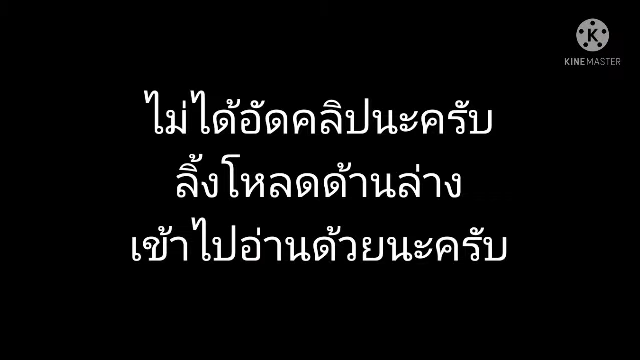 K
KINEMASTER
ไม่ได้อัดคลิปนะครับ
ลิ้งโหลดด้านล่าง
เข้าไปอ่านด้วยนะครับ